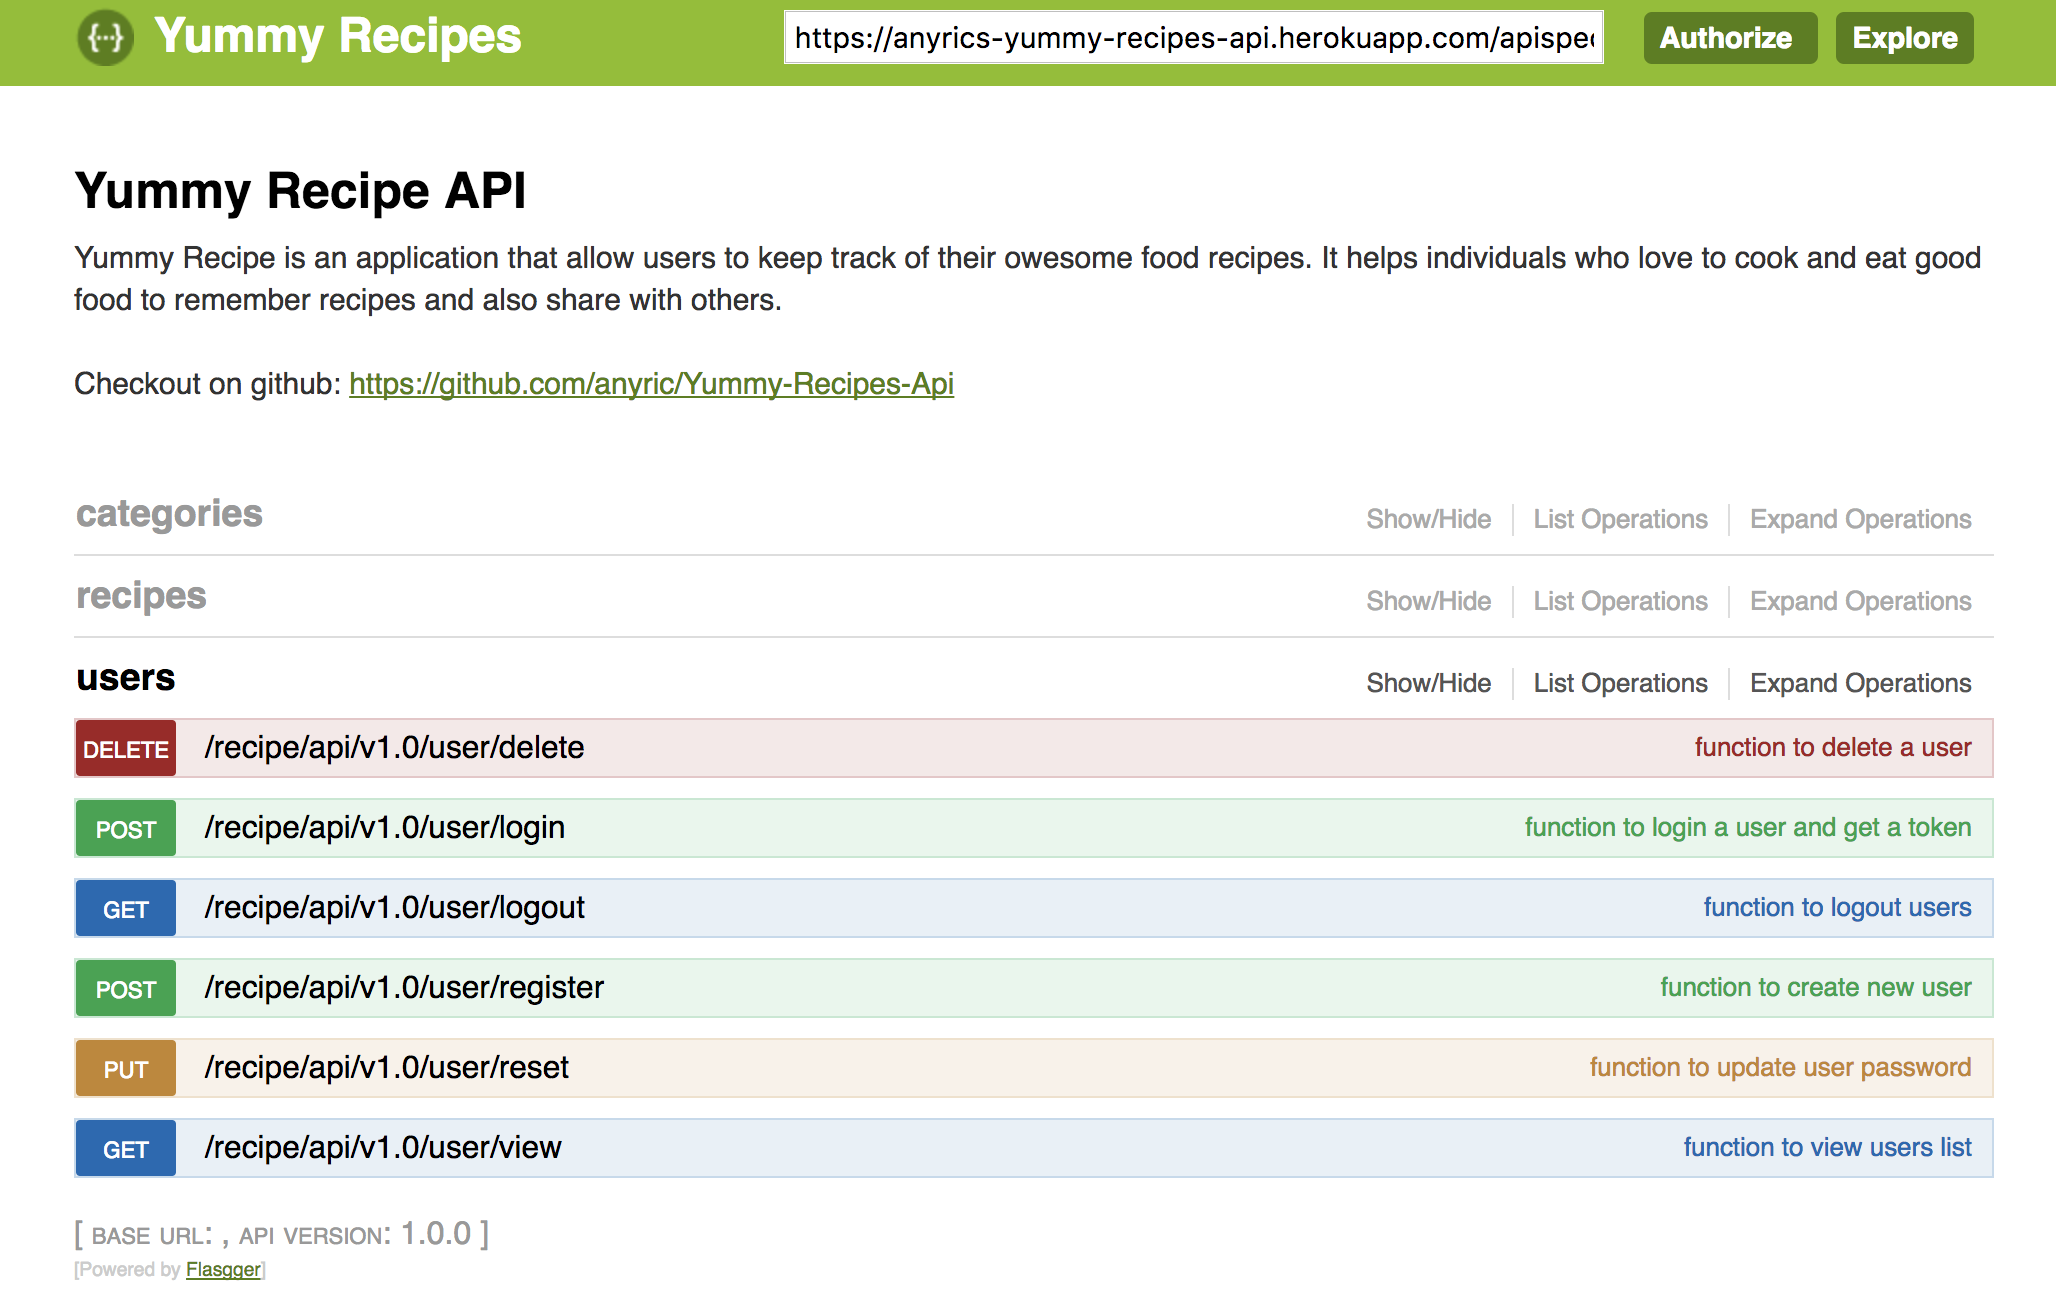 {···} Yummy Recipes https://anyrics-yummy-recipes-api.herokuapp.com/apispe Authorize Explore
Yummy Recipe API
Yummy Recipe is an application that allow users to keep track of their owesome food recipes. It helps individuals who love to cook and eat good
food to remember recipes and also share with others.
Checkout on github: https://github.com/anyric/Yummy-Recipes-Api
categories Show/Hide List Operations Expand Operations
recipes Show/Hide List Operations Expand Operations
users Show/Hide List Operations Expand Operations
DELETE /recipe/api/v1.0/user/delete function to delete a user
POST /recipe/api/v1.0/user/login function to login a user and get a token
GET /recipe/api/v1.0/user/logout function to logout users
POST /recipe/api/v1.0/user/register function to create new user
PUT /recipe/api/v1.0/user/reset function to update user password
GET /recipe/api/v1.0/user/view function to view users list
[ BASE URL: , API VERSION: 1.0.0 ]
[Powered by Flasgger]